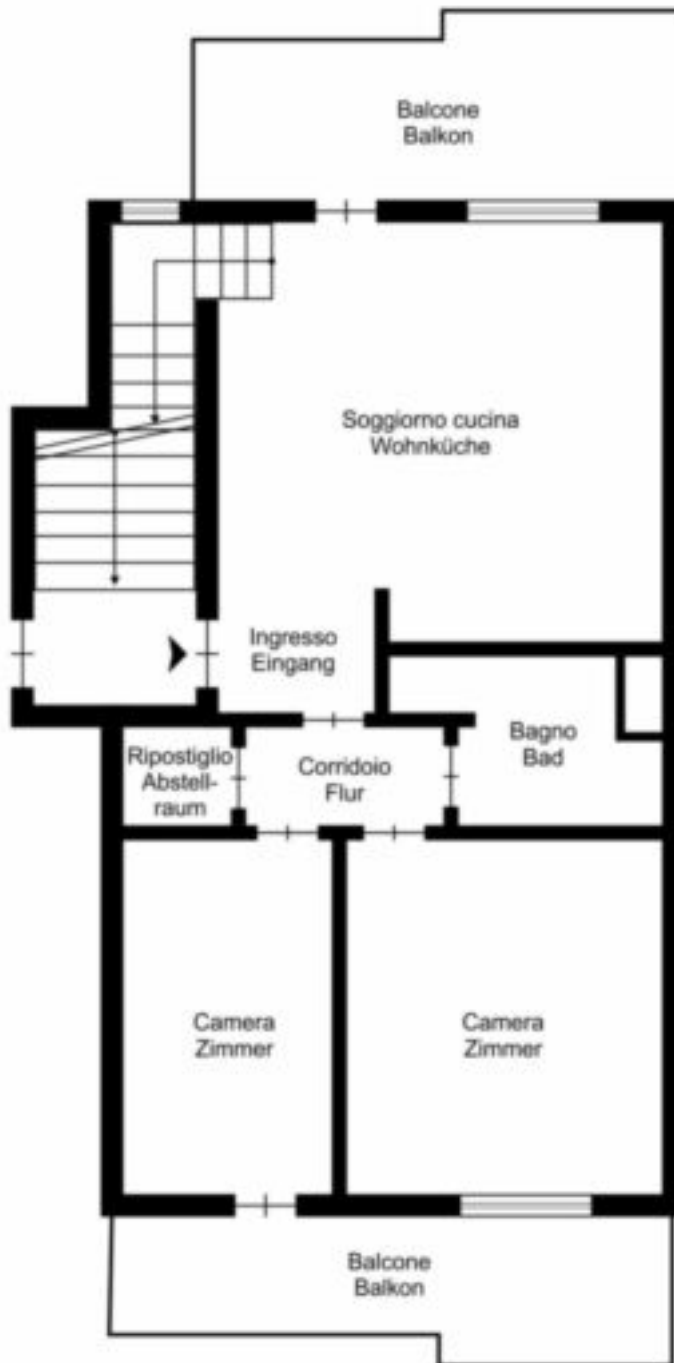 Balcone
Balkon
Soggiorno cucina
Wohnküche
Ingresso
Eingang
Bagno
Bad
Ripostiglio
Abstell-
raum
Corridoio
Flur
Camera
Zimmer
Camera
Zimmer
Balcone
Balkon